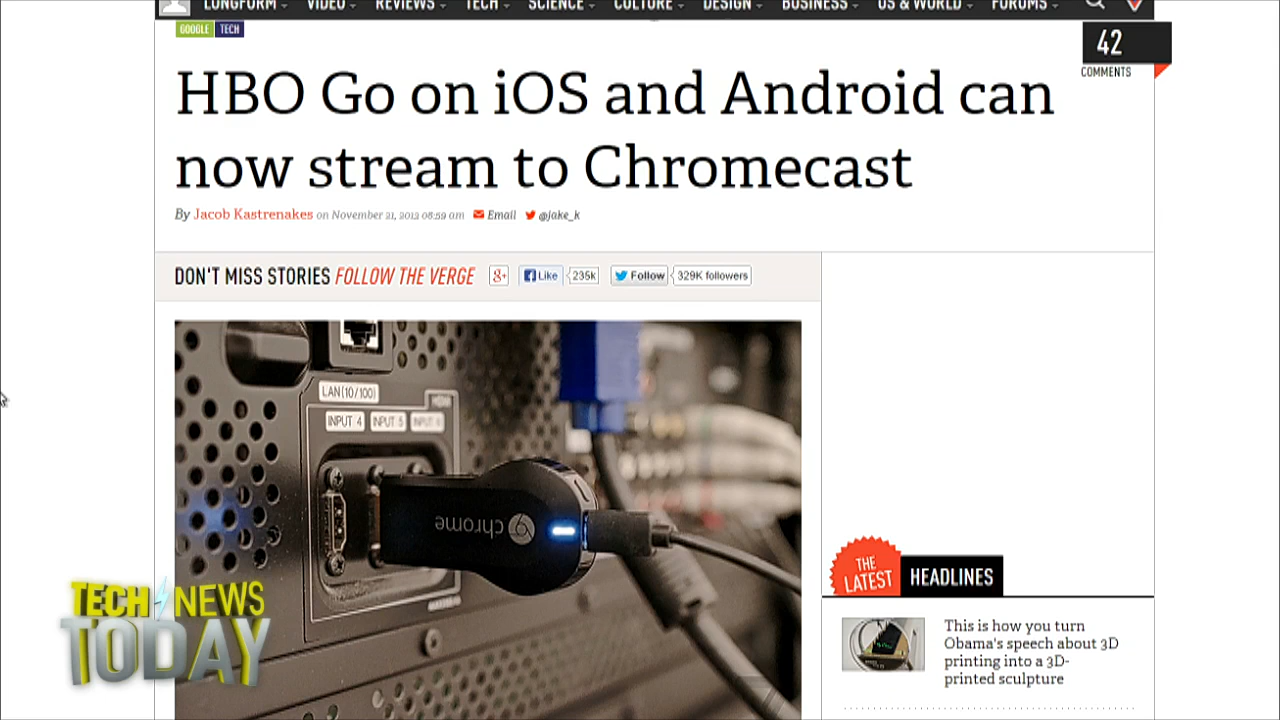 LONGFORM VIDEO REVIEWS TECH SCIENCE CULTURE DESIGN BUSINESS US & WORLD FORUMS
GOOGLE TECH
42
COMMENTS
HBO Go on iOS and Android can
now stream to Chromecast
By Jacob Kastrenakes on November 21, 2013 08:59 am Email @jake_k
DON'T MISS STORIES FOLLOW THE VERGE g+ Like 235k Follow 329K followers
LAN(10/100)
INPUT 4 INPUT 5 INPUT 6
chrome
THE LATEST HEADLINES
This is how you turn
Obama's speech about 3D
printing into a 3D-
printed sculpture
TECH NEWS
TODAY